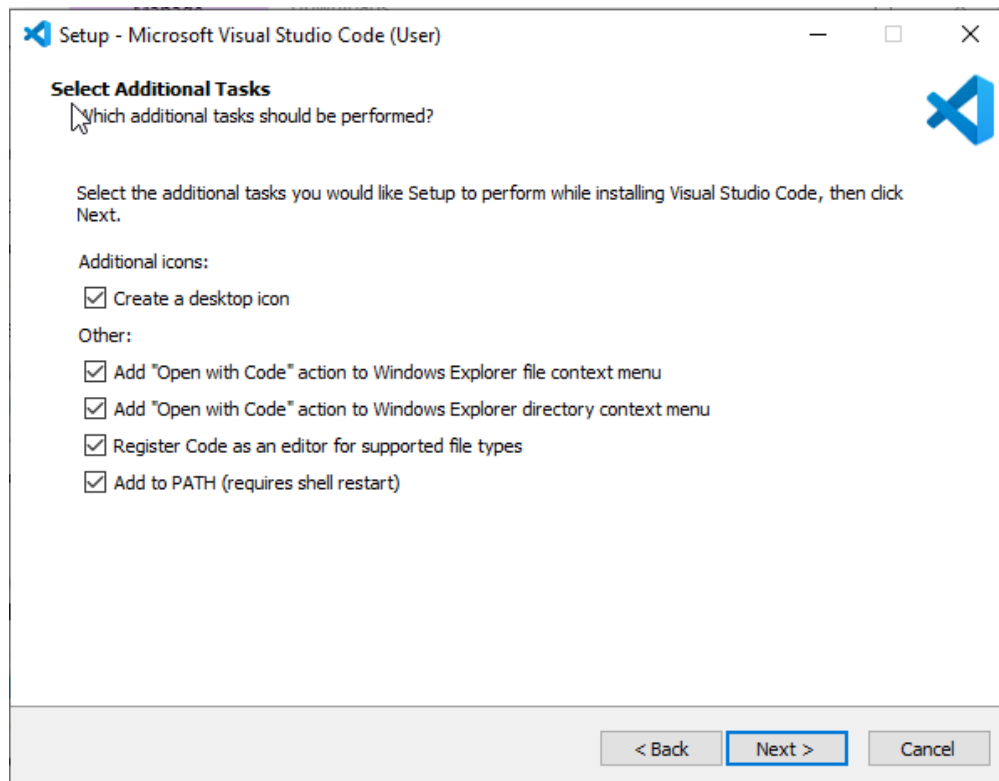 Setup - Microsoft Visual Studio Code (User)
Select Additional Tasks
Which additional tasks should be performed?
Select the additional tasks you would like Setup to perform while installing Visual Studio Code, then click
Next.
Additional icons:
Create a desktop icon
Other:
Add "Open with Code" action to Windows Explorer file context menu
Add "Open with Code" action to Windows Explorer directory context menu
Register Code as an editor for supported file types
Add to PATH (requires shell restart)
< Back Next > Cancel